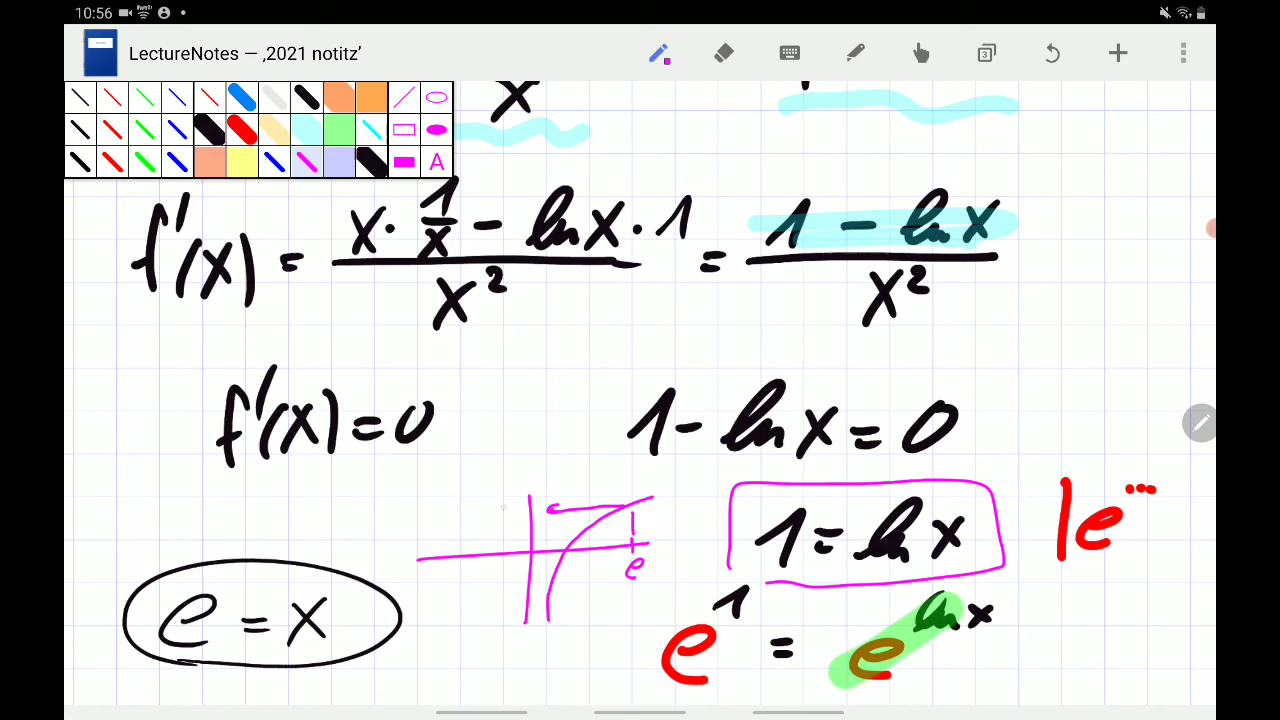 10:56
LectureNotes — ‚2021 notitz’
3
A
x
f'(x) = (x · 1/x − ln x · 1)/x² = (1 − ln x)/x²
f'(x) = 0    1 − ln x = 0
1 = ln x    | e^...
e
e = x    e^1 = e^(ln x)